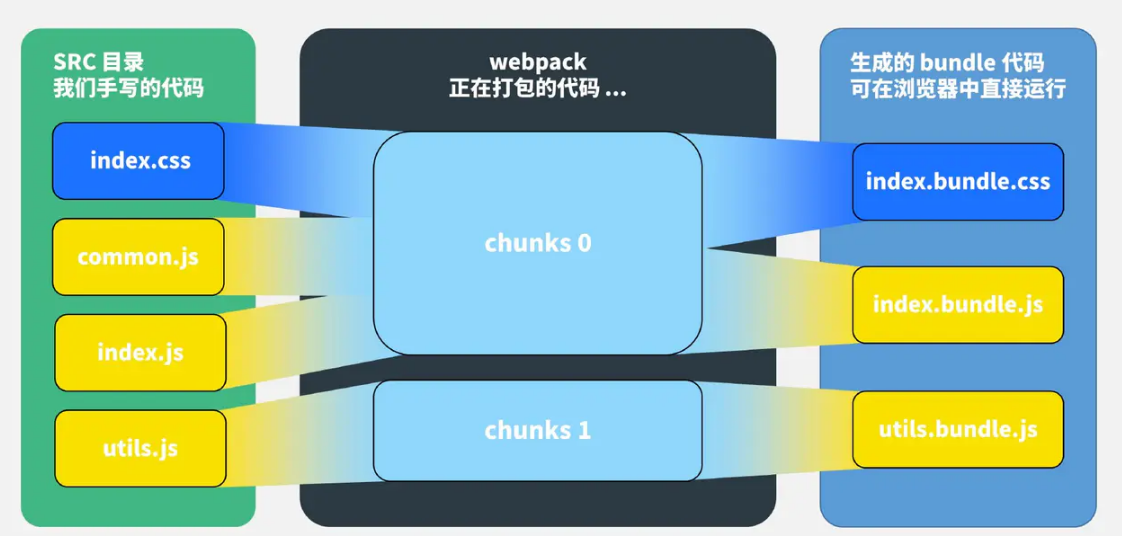 SRC 目录
我们手写的代码
index.css
common.js
index.js
utils.js
webpack
正在打包的代码 ...
chunks 0
chunks 1
生成的 bundle 代码
可在浏览器中直接运行
index.bundle.css
index.bundle.js
utils.bundle.js